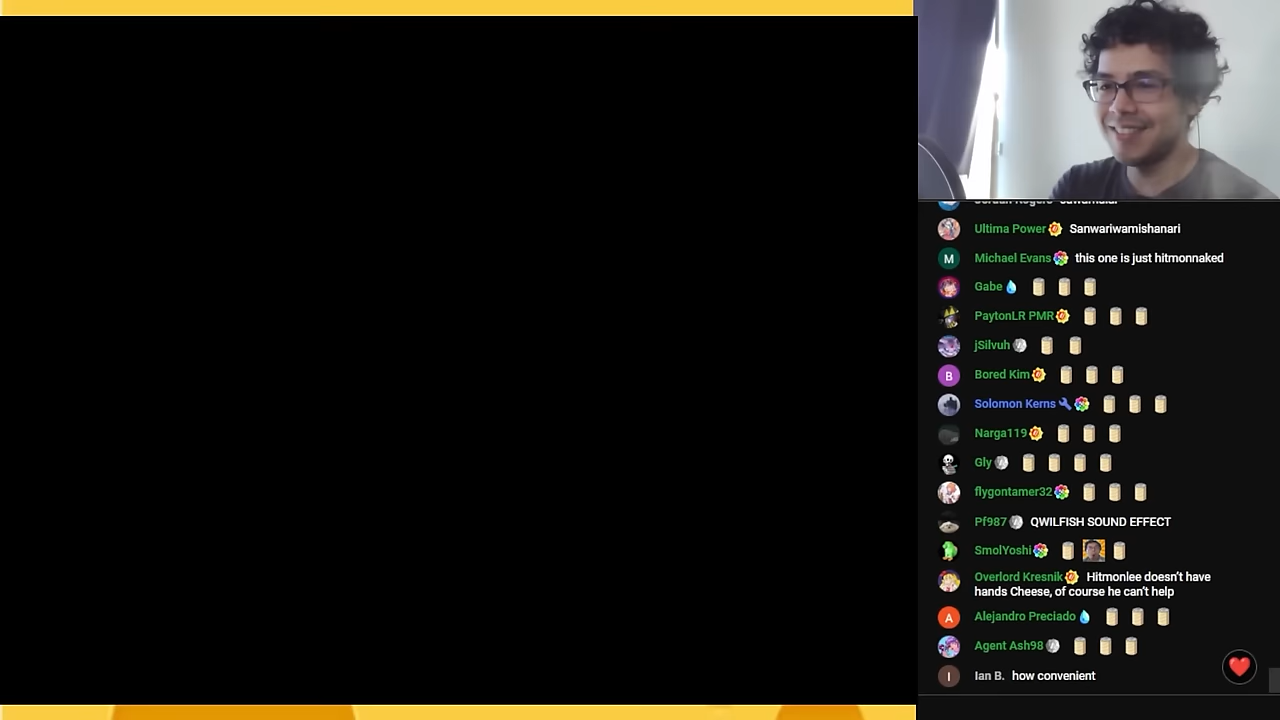 Ultima Power Sanwariwamishanari
M Michael Evans this one is just hitmonnaked
Gabe
PaytonLR PMR
jSilvuh
B Bored Kim
Solomon Kerns
Narga119
Gly
flygontamer32
Pf987 QWILFISH SOUND EFFECT
SmolYoshi
Overlord Kresnik Hitmonlee doesn't have
hands Cheese, of course he can't help
A Alejandro Preciado
Agent Ash98
I Ian B. how convenient